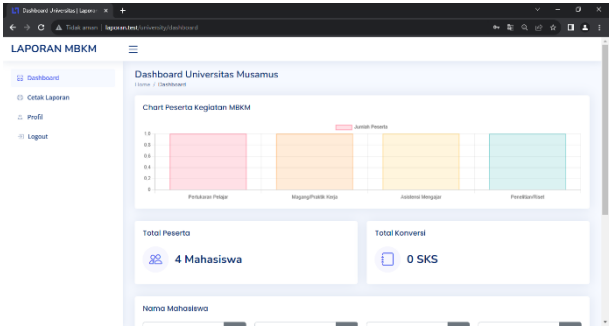 Dashboard Universitas | Laporan
Tidak aman | laporan.test/university/dashboard
LAPORAN MBKM
Dashboard
Cetak Laporan
Profil
Logout
Dashboard Universitas Musamus
Home / Dashboard
Chart Peserta Kegiatan MBKM
Jumlah Peserta
1.0
0.8
0.6
0.4
0.2
0
Pertukaran Pelajar
Magang/Praktik Kerja
Asistensi Mengajar
Penelitian/Riset
Total Peserta
4 Mahasiswa
Total Konversi
0 SKS
Nama Mahasiswa